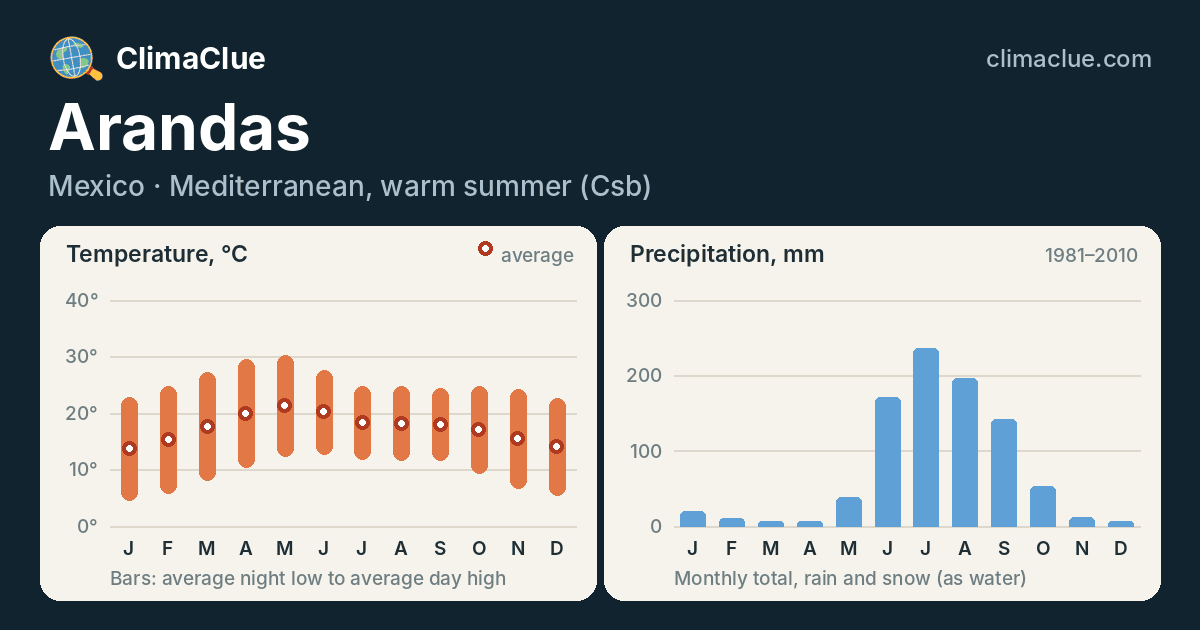 ClimaClue
climaclue.com
Arandas
Mexico · Mediterranean, warm summer (Csb)
Temperature, °C
average
40°
30°
20°
10°
0°
J F M A M J J A S O N D
Bars: average night low to average day high
Precipitation, mm
1981–2010
300
200
100
0
J F M A M J J A S O N D
Monthly total, rain and snow (as water)